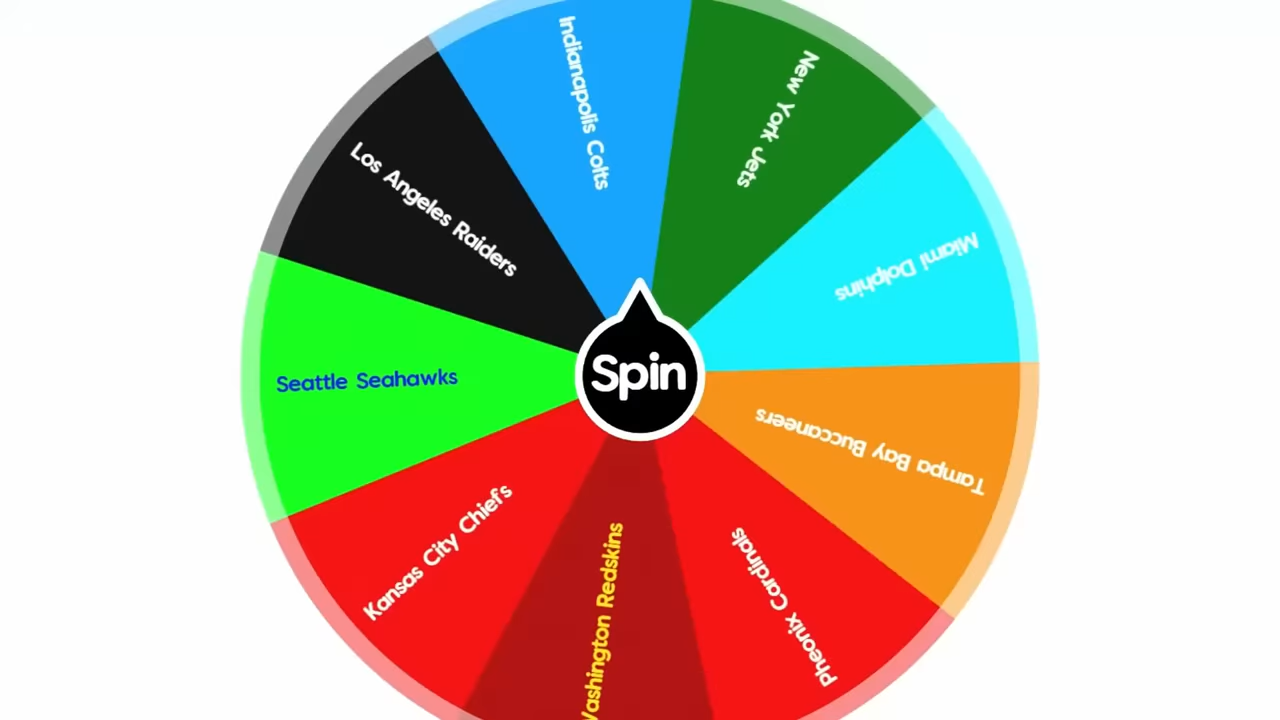 Indianapolis Colts
New York Jets
Miami Dolphins
Tampa Bay Buccaneers
Pheonix Cardinals
Washington Redskins
Kansas City Chiefs
Seattle Seahawks
Los Angeles Raiders
Spin